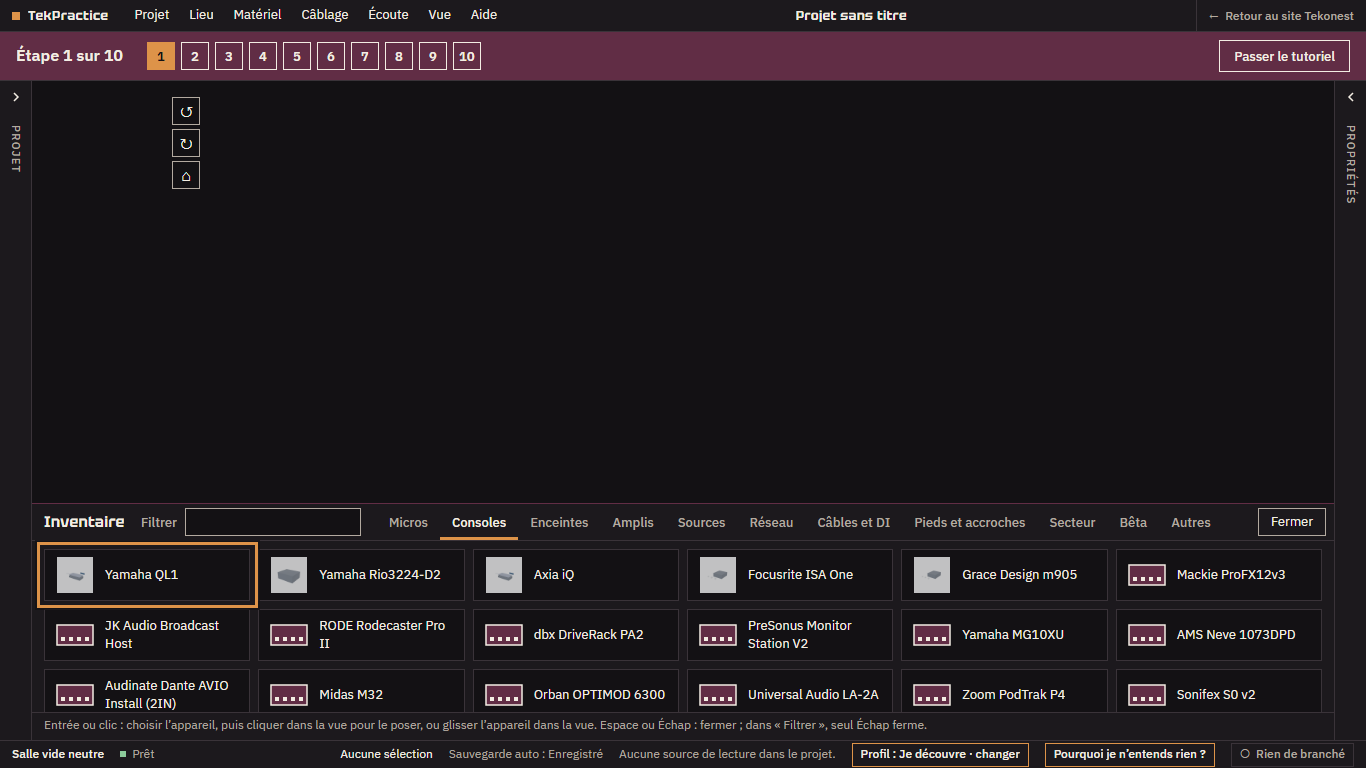 TekPractice Projet Lieu Matériel Câblage Écoute Vue Aide Projet sans titre ← Retour au site Tekonest
Étape 1 sur 10 1 2 3 4 5 6 7 8 9 10 Passer le tutoriel
PROJET
PROPRIÉTÉS
Inventaire Filtrer Micros Consoles Enceintes Amplis Sources Réseau Câbles et DI Pieds et accroches Secteur Bêta Autres Fermer
Yamaha QL1 Yamaha Rio3224-D2 Axia iQ Focusrite ISA One Grace Design m905 Mackie ProFX12v3
JK Audio Broadcast Host RODE Rodecaster Pro II dbx DriveRack PA2 PreSonus Monitor Station V2 Yamaha MG10XU AMS Neve 1073DPD
Audinate Dante AVIO Install (2IN) Midas M32 Orban OPTIMOD 6300 Universal Audio LA-2A Zoom PodTrak P4 Sonifex S0 v2
Entrée ou clic : choisir l'appareil, puis cliquer dans la vue pour le poser, ou glisser l'appareil dans la vue. Espace ou Échap : fermer ; dans « Filtrer », seul Échap ferme.
Salle vide neutre Prêt Aucune sélection Sauvegarde auto : Enregistré Aucune source de lecture dans le projet. Profil : Je découvre · changer Pourquoi je n'entends rien ? Rien de branché